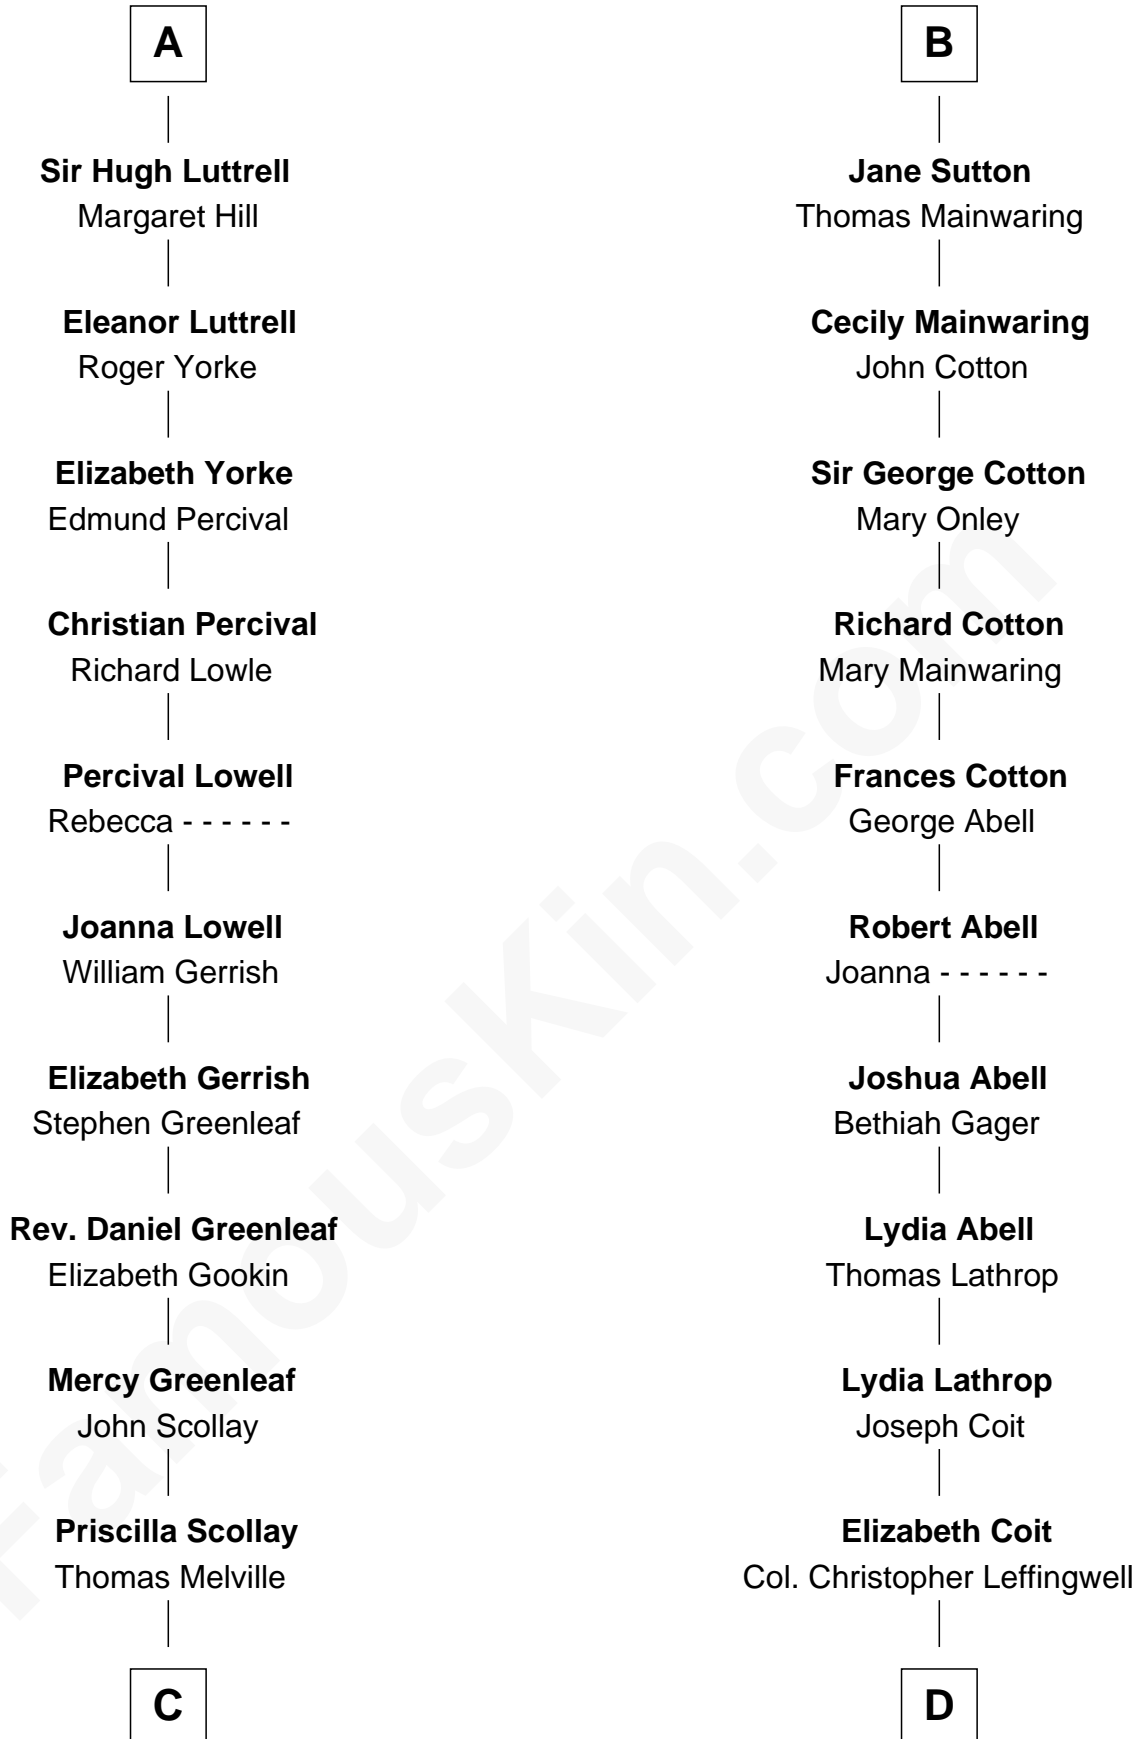 A
Sir Hugh Luttrell
Margaret Hill
Eleanor Luttrell
Roger Yorke
Elizabeth Yorke
Edmund Percival
Christian Percival
Richard Lowle
Percival Lowell
Rebecca - - - - - -
Joanna Lowell
William Gerrish
Elizabeth Gerrish
Stephen Greenleaf
Rev. Daniel Greenleaf
Elizabeth Gookin
Mercy Greenleaf
John Scollay
Priscilla Scollay
Thomas Melville
C
B
Jane Sutton
Thomas Mainwaring
Cecily Mainwaring
John Cotton
Sir George Cotton
Mary Onley
Richard Cotton
Mary Mainwaring
Frances Cotton
George Abell
Robert Abell
Joanna - - - - - -
Joshua Abell
Bethiah Gager
Lydia Abell
Thomas Lathrop
Lydia Lathrop
Joseph Coit
Elizabeth Coit
Col. Christopher Leffingwell
D
FamousKin.com